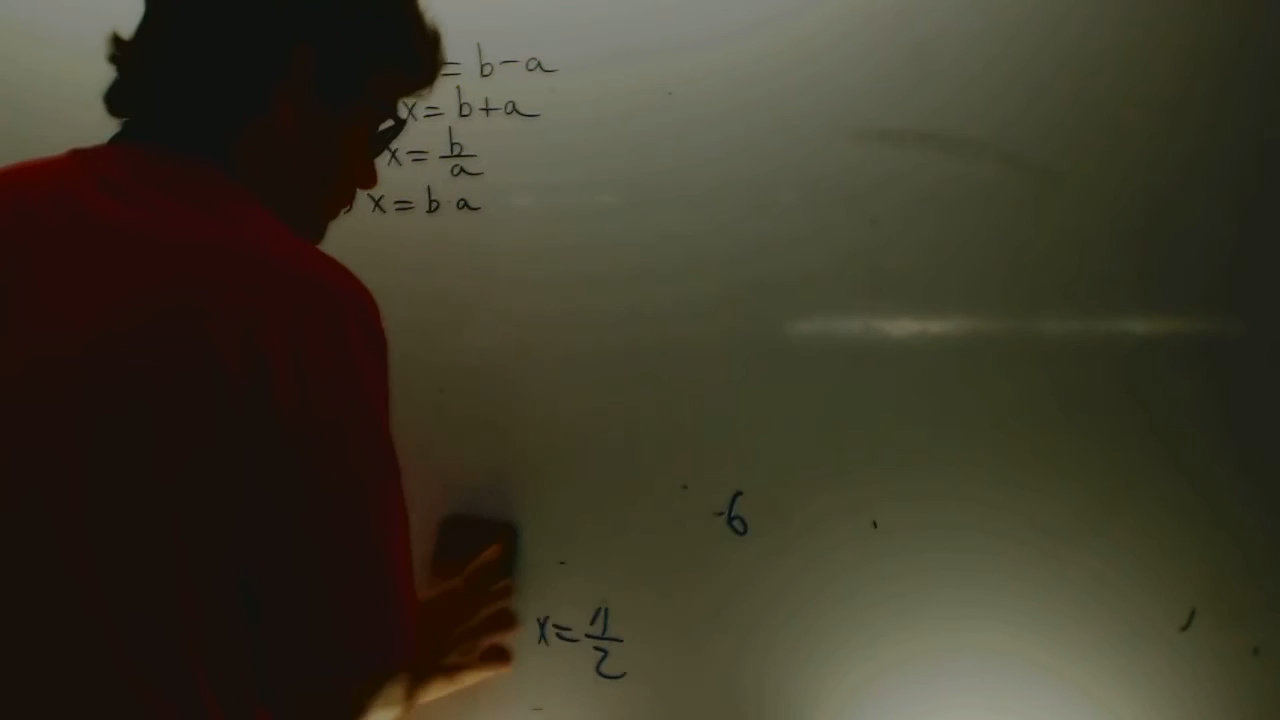 = b-a
x= b+a
x= b/a
x= b·a
-6
x= 1/2